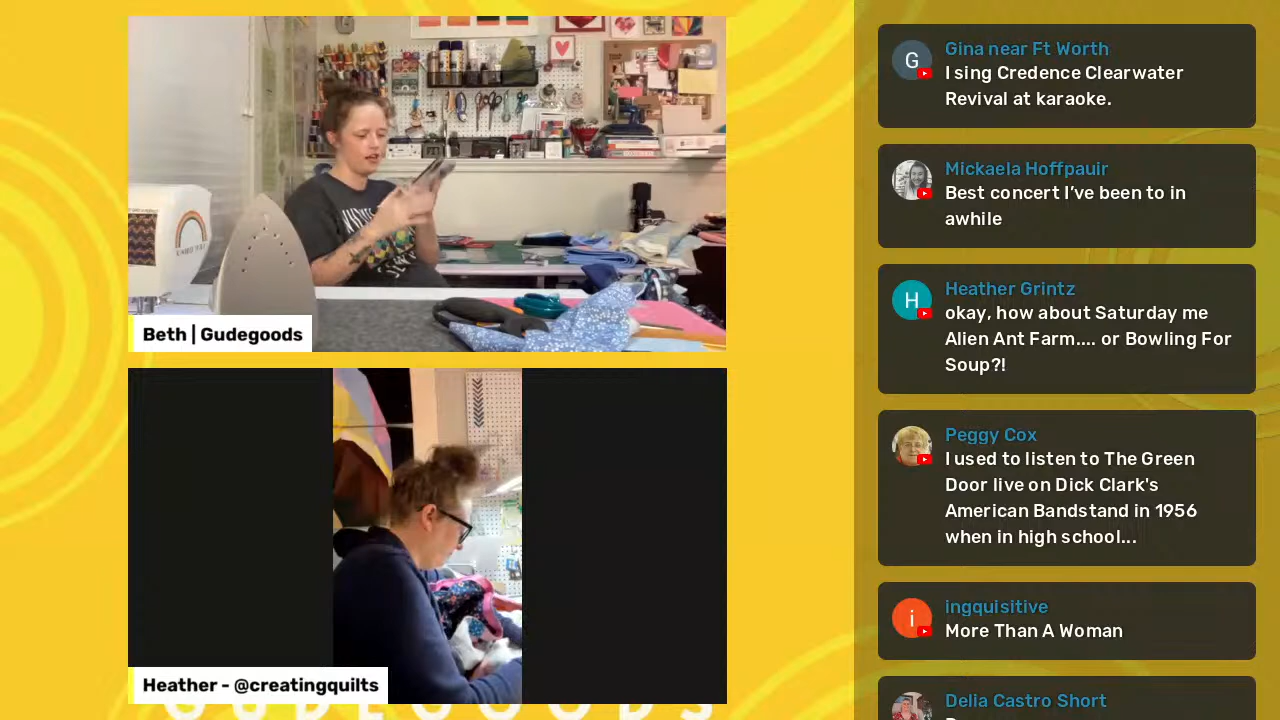 Beth | Gudegoods
Heather - @creatingquilts
GUDEGOODS
Gina near Ft Worth
I sing Credence Clearwater
Revival at karaoke.
Mickaela Hoffpauir
Best concert I’ve been to in
awhile
Heather Grintz
okay, how about Saturday me
Alien Ant Farm.... or Bowling For
Soup?!
Peggy Cox
I used to listen to The Green
Door live on Dick Clark's
American Bandstand in 1956
when in high school...
ingquisitive
More Than A Woman
Delia Castro Short